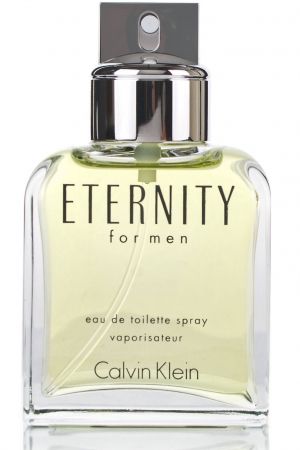 ETERNITY
for men
eau de toilette spray
vaporisateur
Calvin Klein